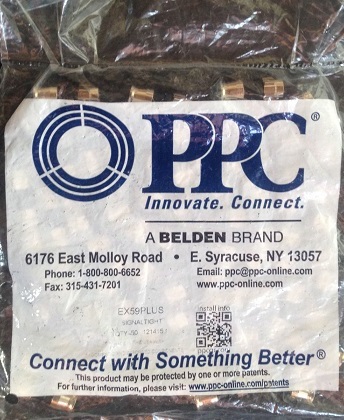 PPC®
Innovate. Connect.
A BELDEN BRAND
6176 East Molloy Road • E. Syracuse, NY 13057
Phone: 1-800-800-6652 Email: ppc@ppc-online.com
Fax: 315-431-7201 www.ppc-online.com
EX59PLUS install info
SIGNALTIGHT
Connect with Something Better®
This product may be protected by one or more patents.
For further information, please visit: www.ppc-online.com/patents